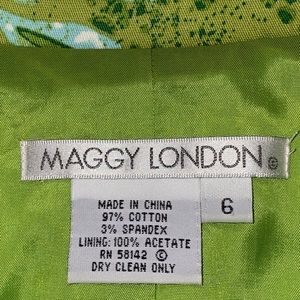 MAGGY LONDON®
6
MADE IN CHINA
97% COTTON
3% SPANDEX
LINING: 100% ACETATE
RN 58142 ©
DRY CLEAN ONLY